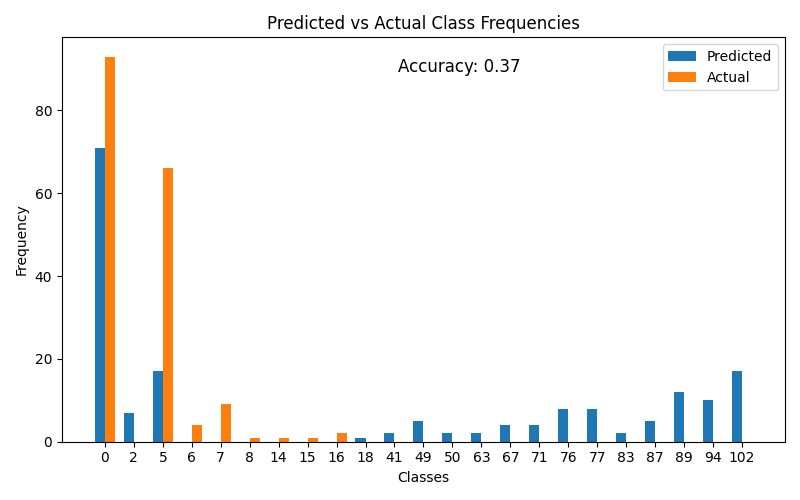 Predicted vs Actual Class Frequencies
Accuracy: 0.37
Predicted
Actual
80
60
40
20
0
Frequency
0 2 5 6 7 8 14 15 16 18 41 49 50 63 67 71 76 77 83 87 89 94 102
Classes